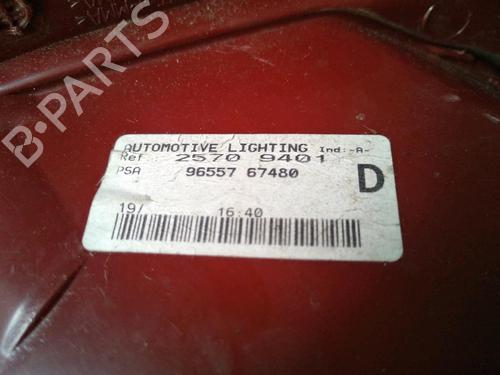 B-PARTS
AUTOMOTIVE LIGHTING Ind:-A-
Ref 2570 9401
PSA 96557 67480
D
19/ 16:40